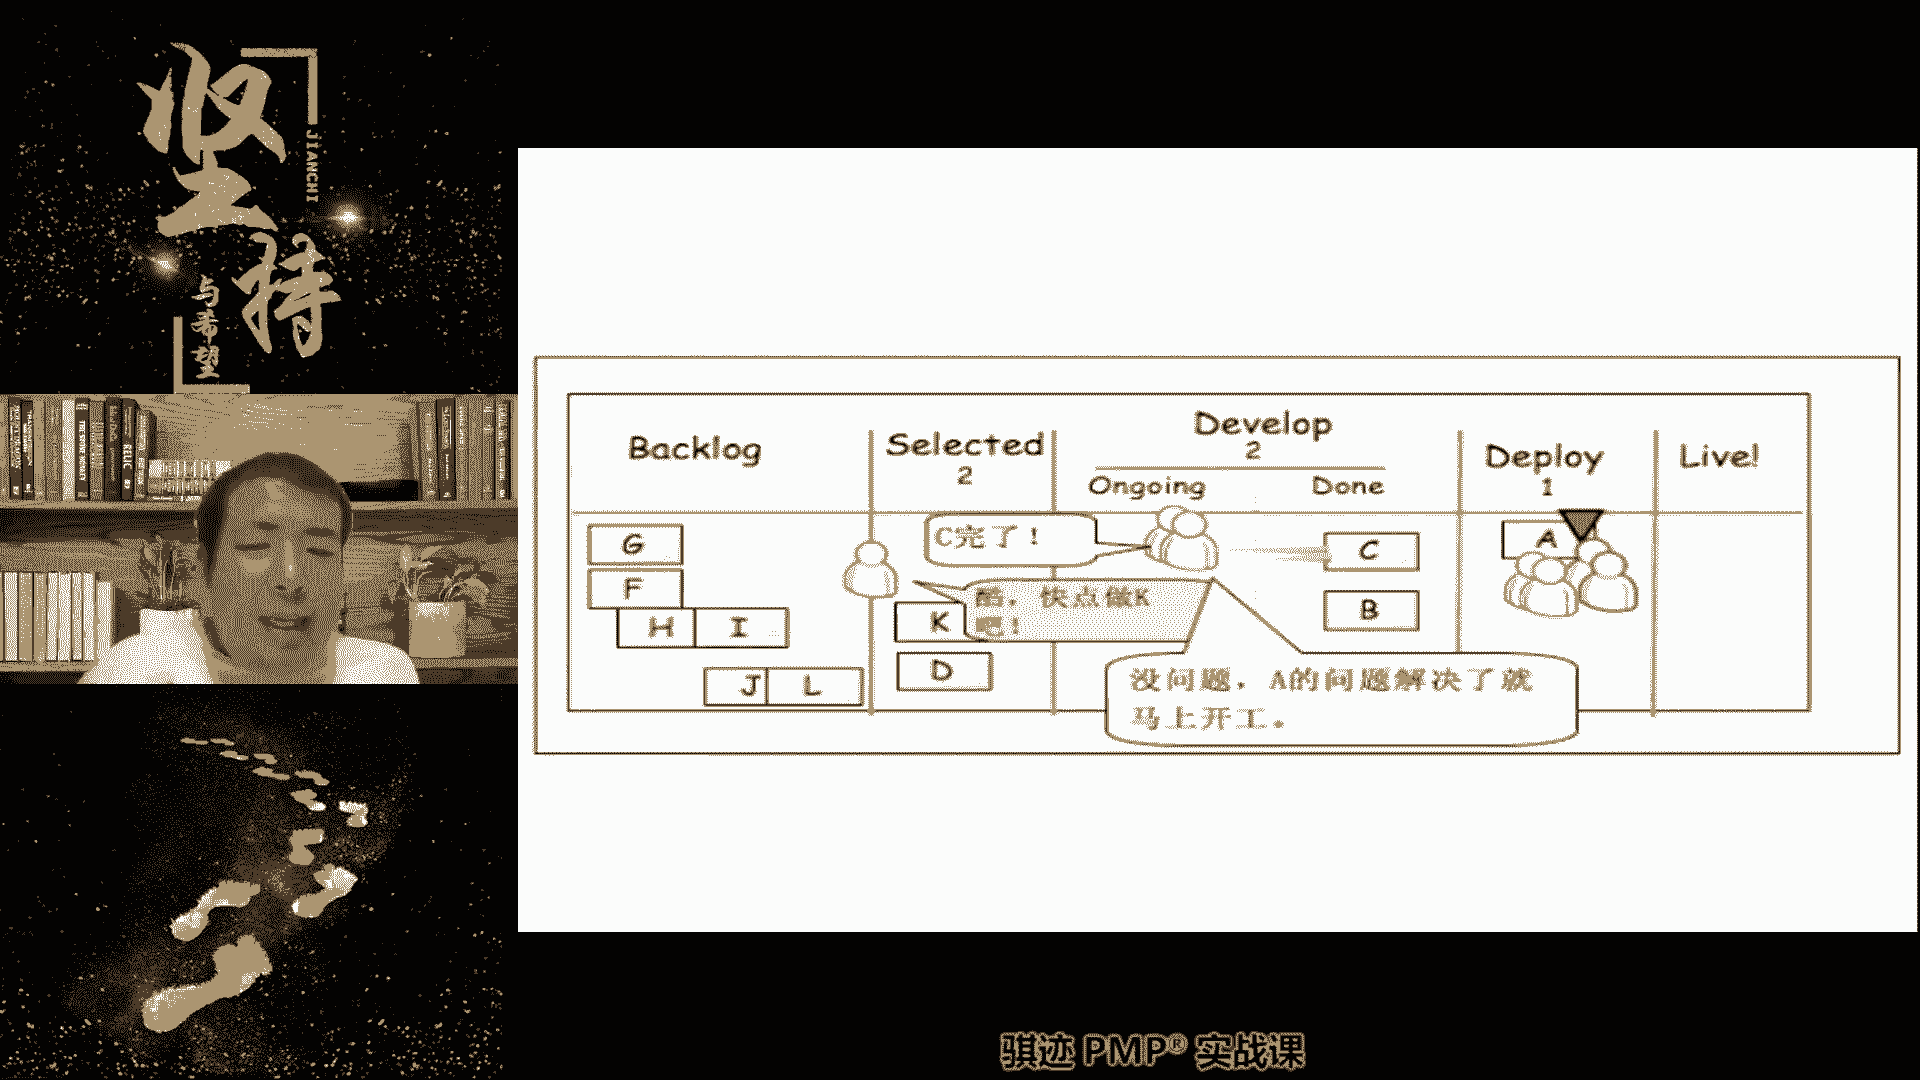 坚持
JIANCHI
与希望
Backlog
Selected
2
Develop
2
Ongoing
Done
Deploy
1
Live!
G
F
H
I
J
L
K
D
C
B
A
C完了！
酷，快点做K
吧！
没问题，A的问题解决了就
马上开工。
骐迹 PMP® 实战课